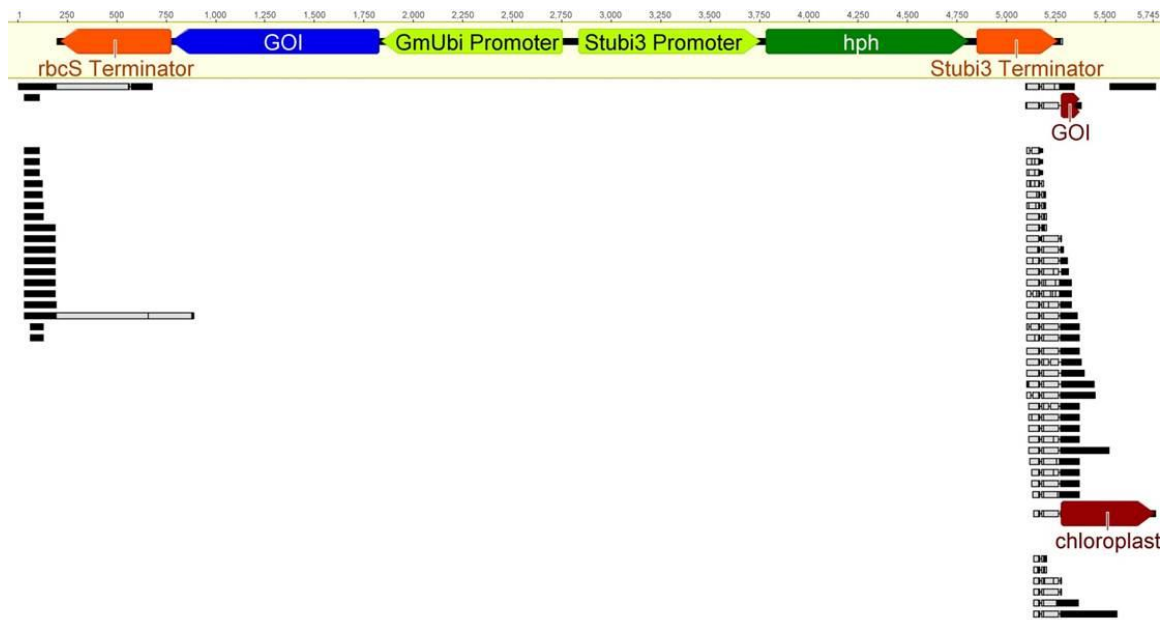 1 250 500 750 1,000 1,250 1,500 1,750 2,000 2,250 2,500 2,750 3,000 3,250 3,500 3,750 4,000 4,250 4,500 4,750 5,000 5,250 5,500 5,750
GOI GmUbi Promoter Stubi3 Promoter hph
rbcS Terminator Stubi3 Terminator
GOI
chloroplast